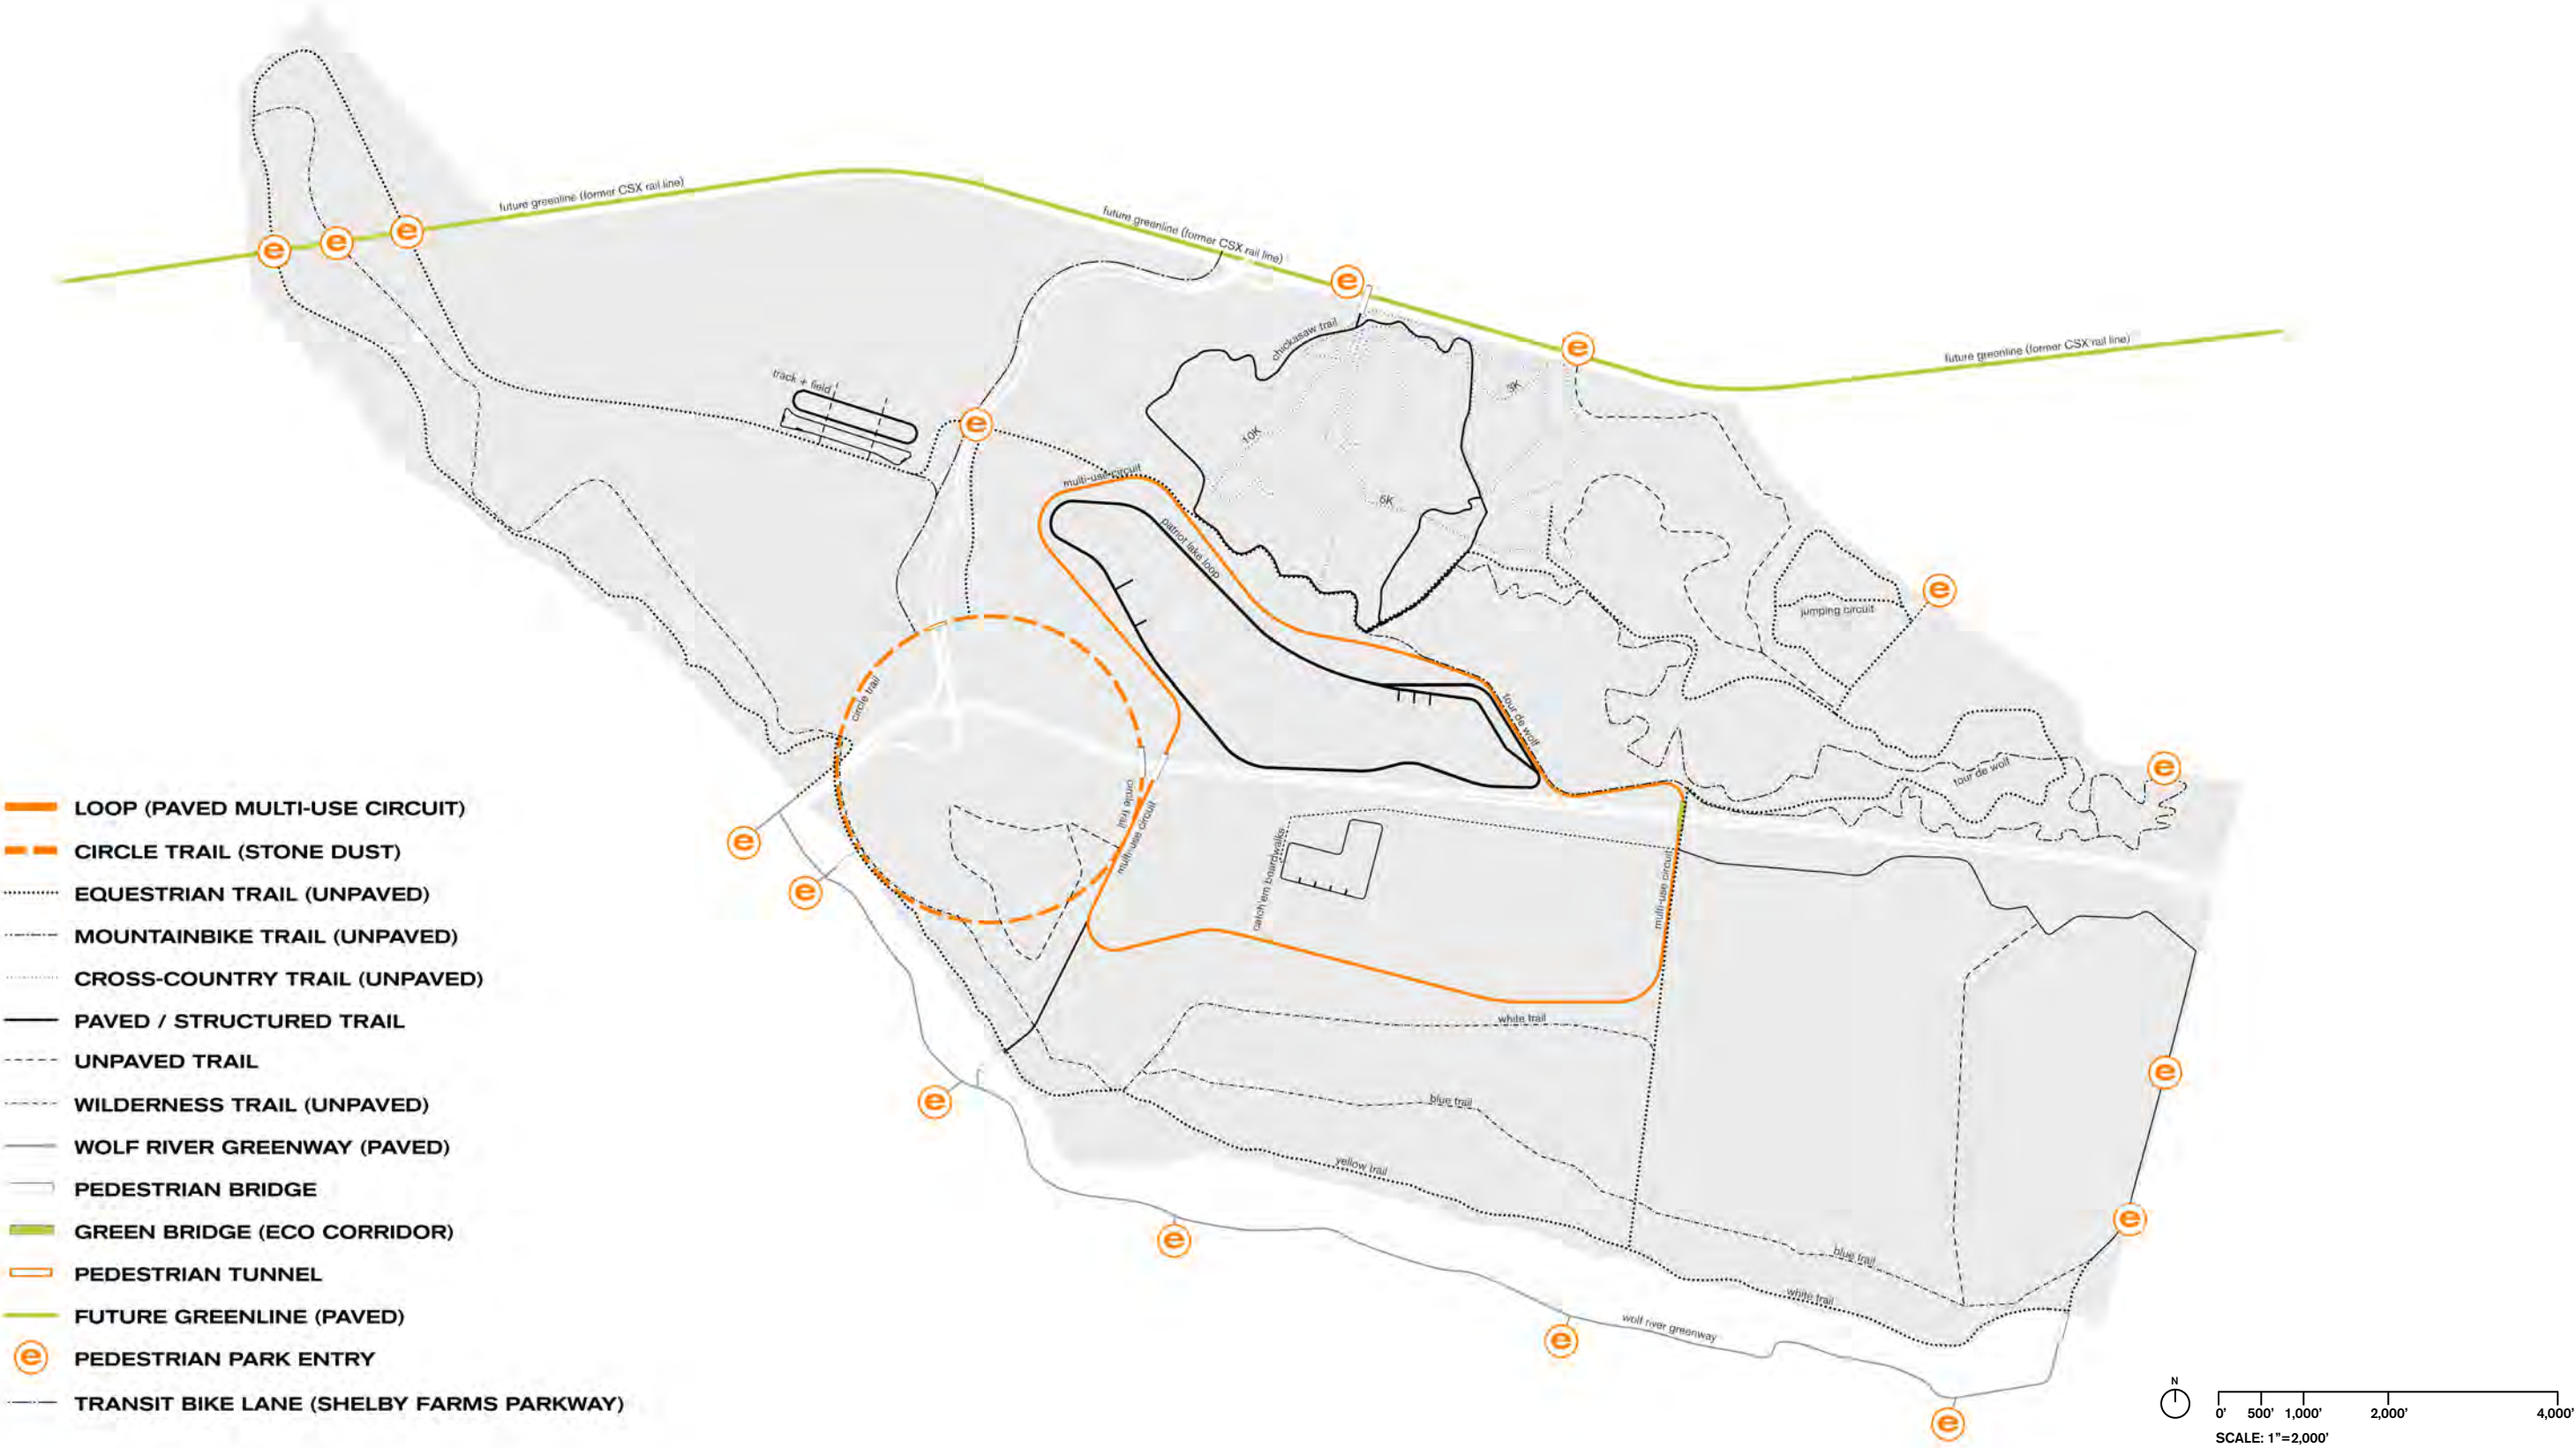 future greenline (former CSX rail line)
future greenline (former CSX rail line)
e
e
e
e
e
future greenline (former CSX rail line)
chickasaw trail
track + field
3K
e
10K
multi-use circuit
5K
patriot lake loop
e
jumping circuit
circle trail
tour de wolf
tour de wolf
e
circle trail
multi-use circuit
catch'em boardwalks
multi-use circuit
e
e
white trail
e
blue trail
e
yellow trail
e
e
blue trail
white trail
wolf river greenway
e
e
LOOP (PAVED MULTI-USE CIRCUIT)
CIRCLE TRAIL (STONE DUST)
EQUESTRIAN TRAIL (UNPAVED)
MOUNTAINBIKE TRAIL (UNPAVED)
CROSS-COUNTRY TRAIL (UNPAVED)
PAVED / STRUCTURED TRAIL
UNPAVED TRAIL
WILDERNESS TRAIL (UNPAVED)
WOLF RIVER GREENWAY (PAVED)
PEDESTRIAN BRIDGE
GREEN BRIDGE (ECO CORRIDOR)
PEDESTRIAN TUNNEL
FUTURE GREENLINE (PAVED)
e PEDESTRIAN PARK ENTRY
TRANSIT BIKE LANE (SHELBY FARMS PARKWAY)
N
0' 500' 1,000' 2,000' 4,000'
SCALE: 1"=2,000'